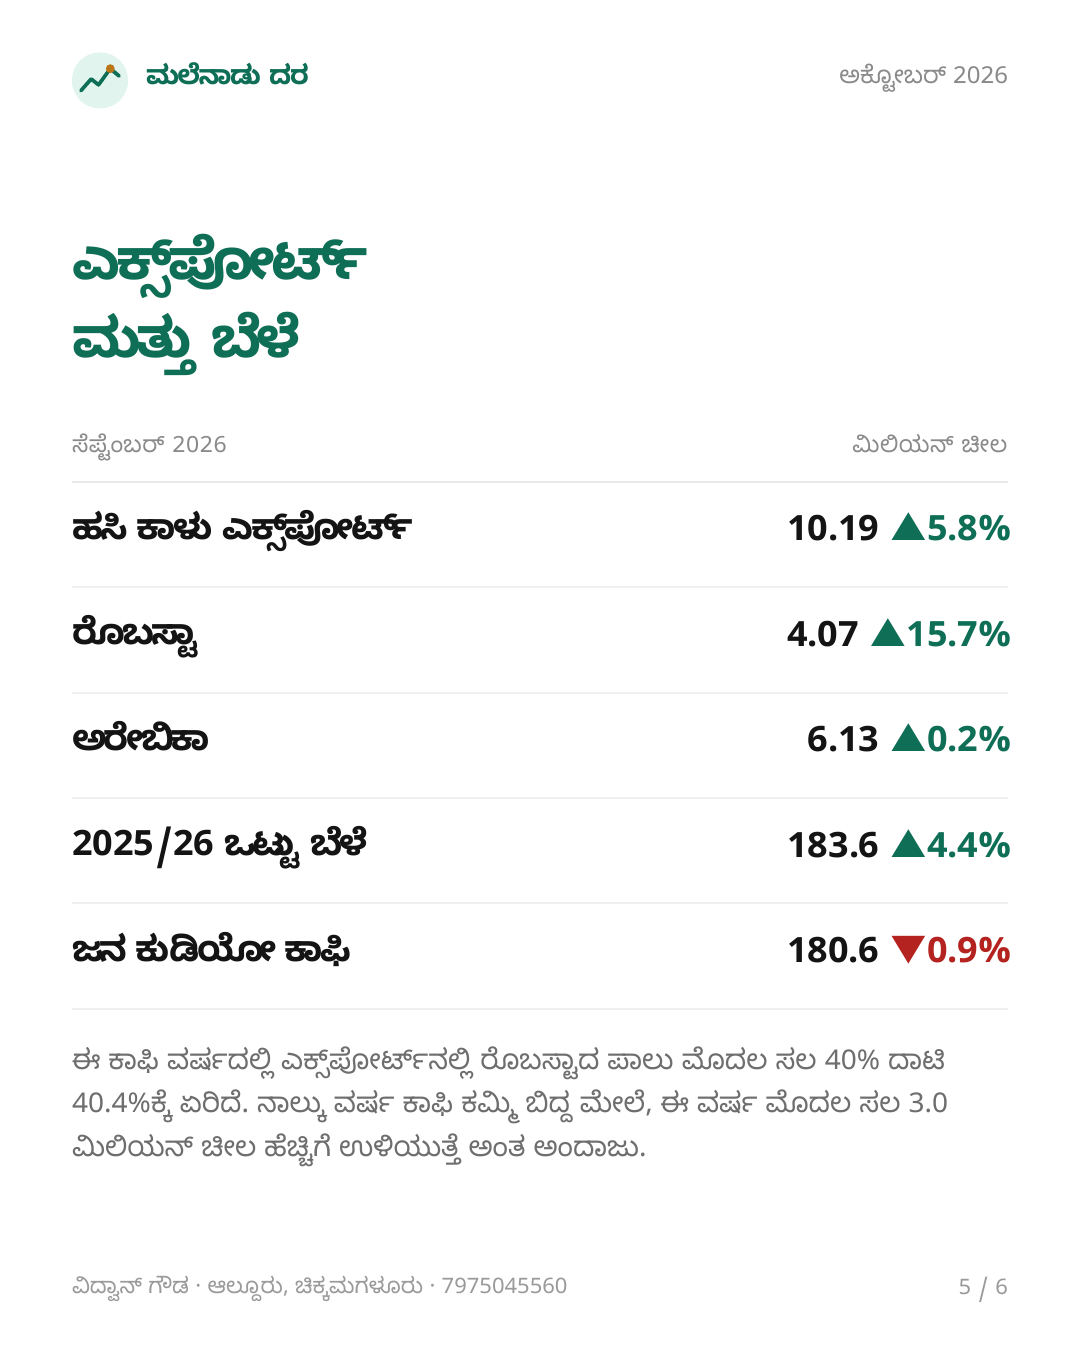 ಮಲೆನಾಡು ದರ
ಅಕ್ಟೋಬರ್ 2026
ಎಕ್ಸ್‌ಪೋರ್ಟ್
ಮತ್ತು ಬೆಳೆ
ಸೆಪ್ಟೆಂಬರ್ 2026 ಮಿಲಿಯನ್ ಚೀಲ
ಹಸಿ ಕಾಳು ಎಕ್ಸ್‌ಪೋರ್ಟ್ 10.19 ▲5.8%
ರೊಬಸ್ಟಾ 4.07 ▲15.7%
ಅರೇಬಿಕಾ 6.13 ▲0.2%
2025/26 ಒಟ್ಟು ಬೆಳೆ 183.6 ▲4.4%
ಜನ ಕುಡಿಯೋ ಕಾಫಿ 180.6 ▼0.9%
ಈ ಕಾಫಿ ವರ್ಷದಲ್ಲಿ ಎಕ್ಸ್‌ಪೋರ್ಟ್‌ನಲ್ಲಿ ರೊಬಸ್ಟಾದ ಪಾಲು ಮೊದಲ ಸಲ 40% ದಾಟಿ
40.4%ಕ್ಕೆ ಏರಿದೆ. ನಾಲ್ಕು ವರ್ಷ ಕಾಫಿ ಕಮ್ಮಿ ಬಿದ್ದ ಮೇಲೆ, ಈ ವರ್ಷ ಮೊದಲ ಸಲ 3.0
ಮಿಲಿಯನ್ ಚೀಲ ಹೆಚ್ಚಿಗೆ ಉಳಿಯುತ್ತೆ ಅಂತ ಅಂದಾಜು.
ವಿದ್ವಾನ್ ಗೌಡ · ಆಲ್ದೂರು, ಚಿಕ್ಕಮಗಳೂರು · 7975045560
5 / 6